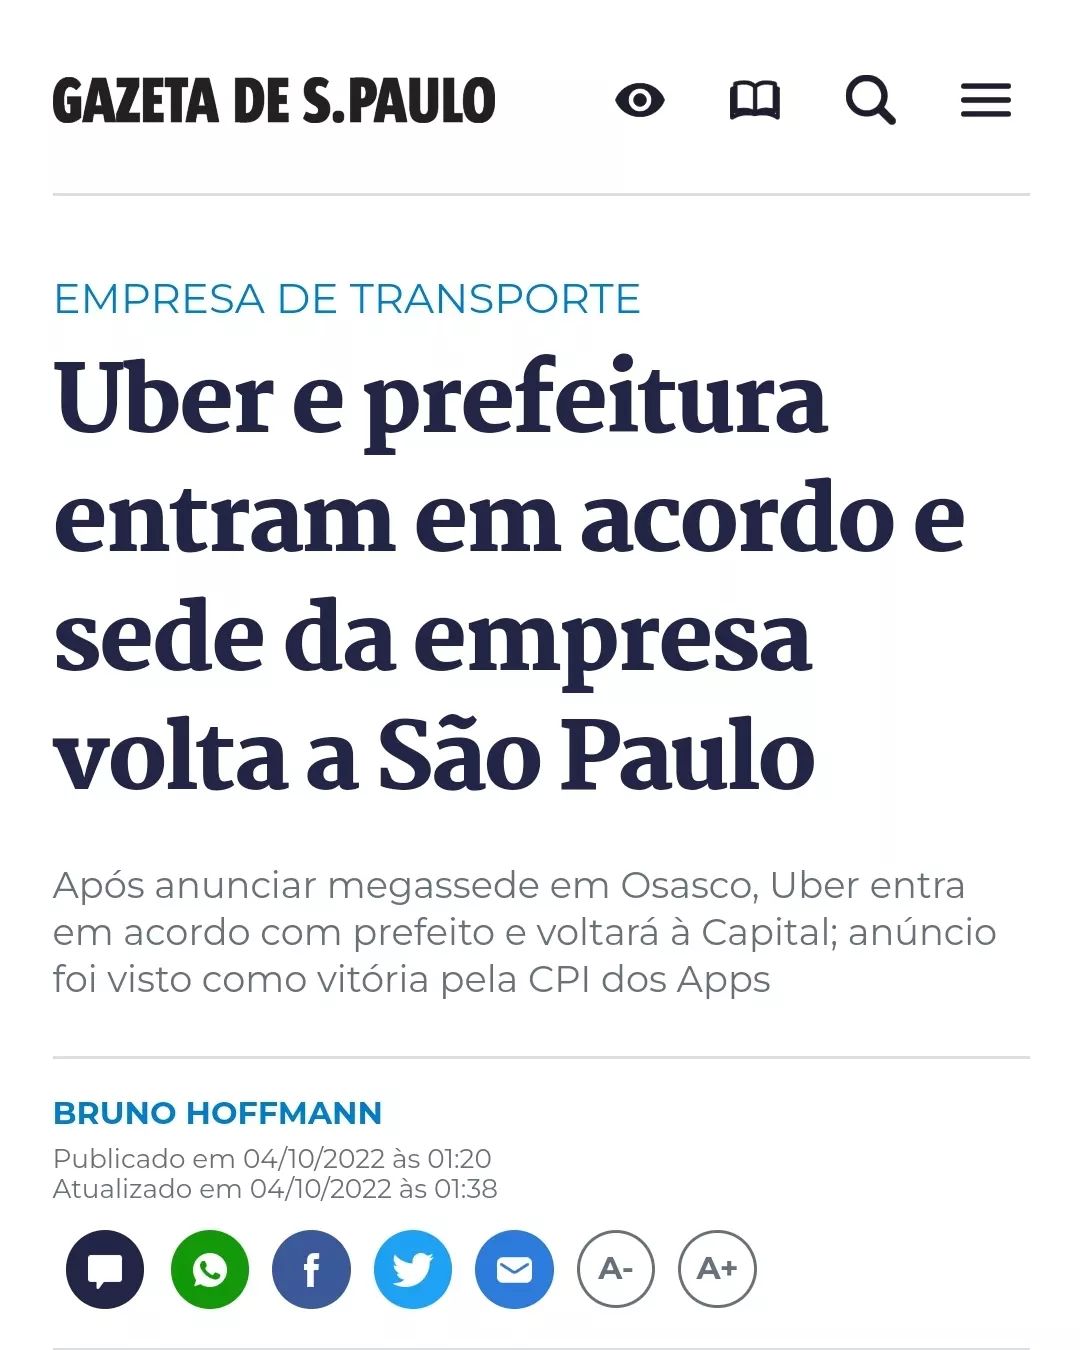 GAZETA DE S.PAULO
EMPRESA DE TRANSPORTE
Uber e prefeitura
entram em acordo e
sede da empresa
volta a São Paulo
Após anunciar megassede em Osasco, Uber entra
em acordo com prefeito e voltará à Capital; anúncio
foi visto como vitória pela CPI dos Apps
BRUNO HOFFMANN
Publicado em 04/10/2022 às 01:20
Atualizado em 04/10/2022 às 01:38
f A- A+